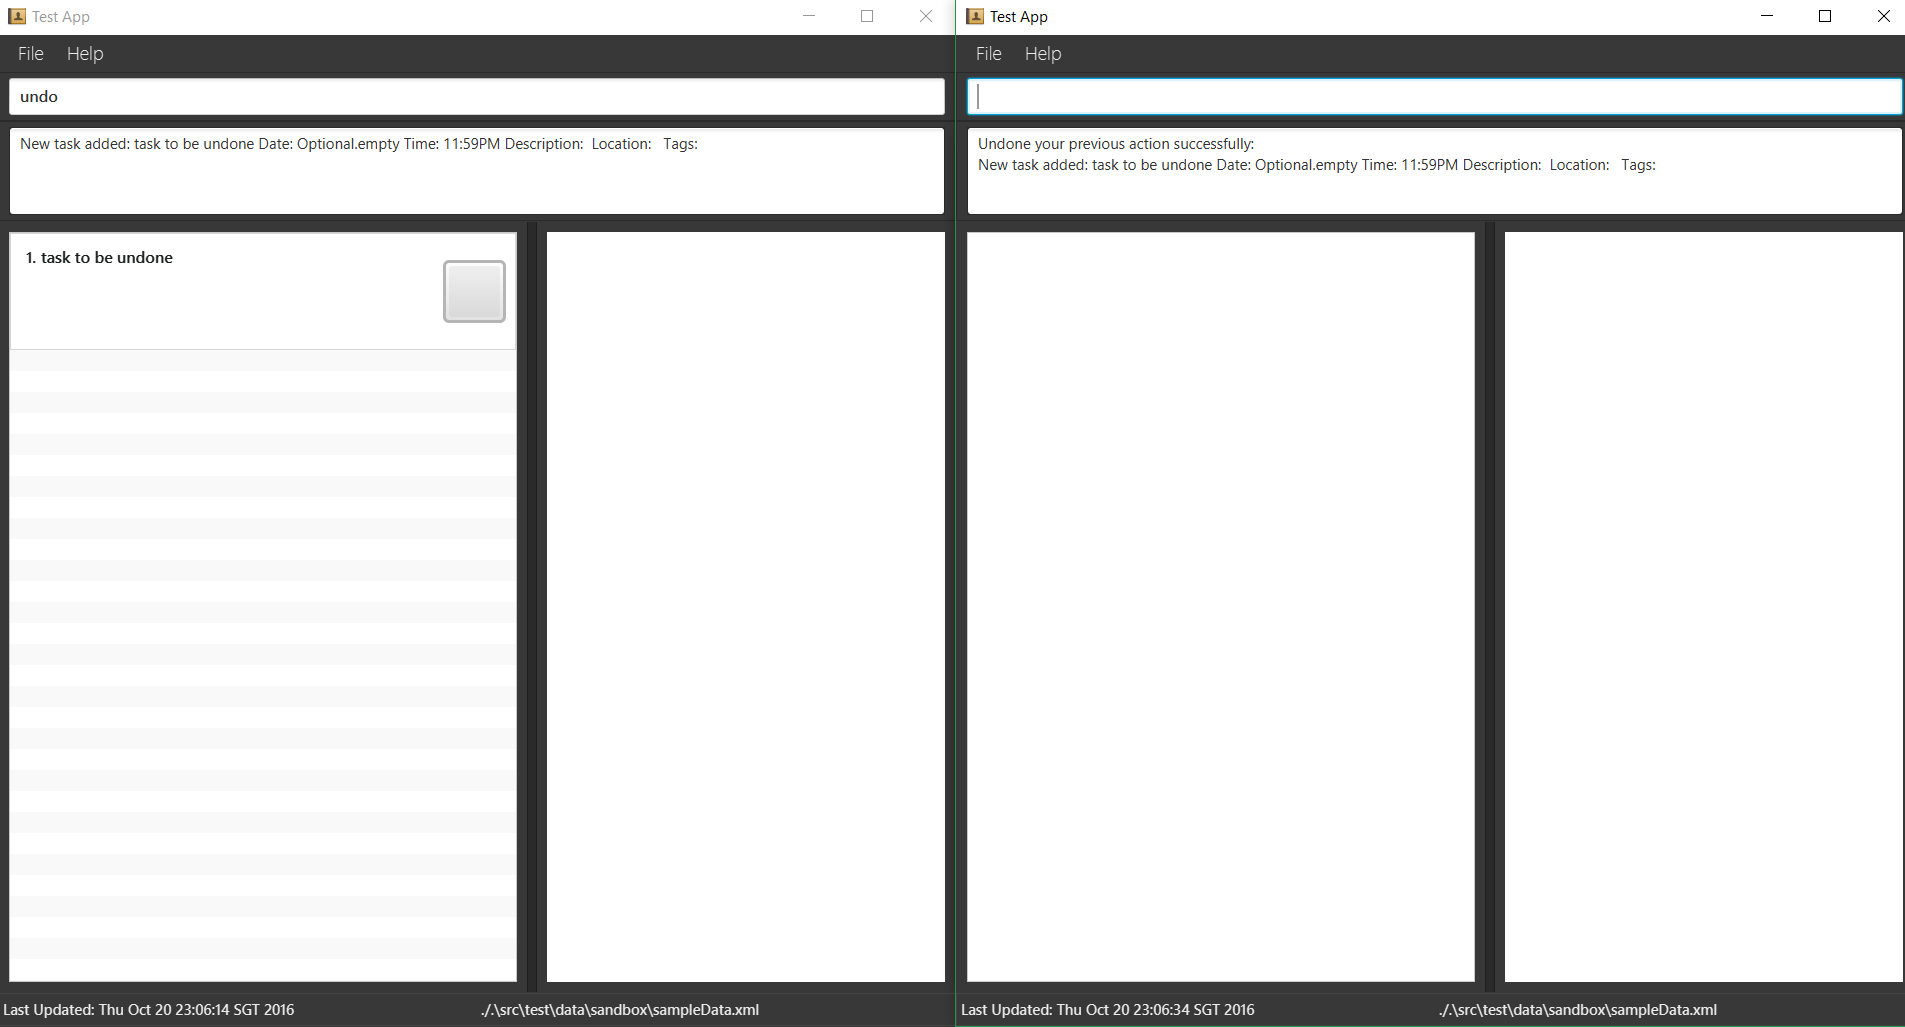 Test App
File Help
undo
New task added: task to be undone Date: Optional.empty Time: 11:59PM Description:  Location:   Tags:
1. task to be undone
Last Updated: Thu Oct 20 23:06:14 SGT 2016
././src\test\data\sandbox\sampleData.xml
Test App
File Help
Undone your previous action successfully:
New task added: task to be undone Date: Optional.empty Time: 11:59PM Description:  Location:   Tags:
Last Updated: Thu Oct 20 23:06:34 SGT 2016
./.\src\test\data\sandbox\sampleData.xml